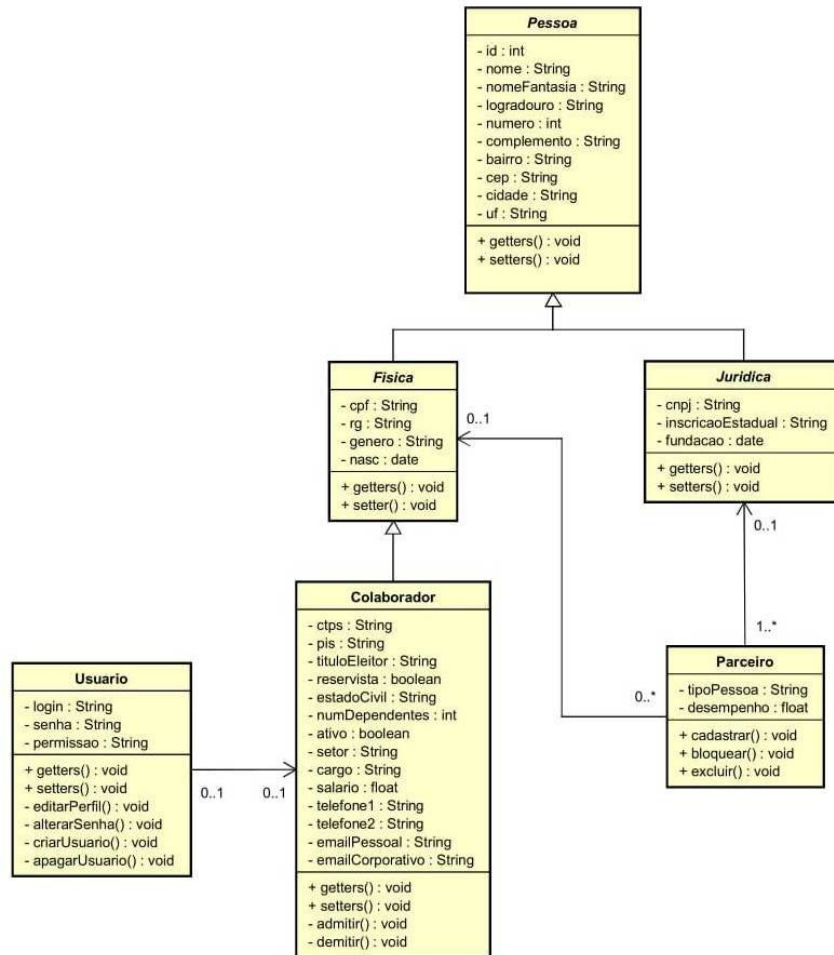 Pessoa
- id : int
- nome : String
- nomeFantasia : String
- logradouro : String
- numero : int
- complemento : String
- bairro : String
- cep : String
- cidade : String
- uf : String
+ getters() : void
+ setters() : void
Fisica
- cpf : String
- rg : String
- genero : String
- nasc : date
+ getters() : void
+ setter() : void
0..1
Juridica
- cnpj : String
- inscricaoEstadual : String
- fundacao : date
+ getters() : void
+ setters() : void
0..1
1..*
Colaborador
- ctps : String
- pis : String
- tituloEleitor : String
- reservista : boolean
- estadoCivil : String
- numDependentes : int
- ativo : boolean
- setor : String
- cargo : String
- salario : float
- telefone1 : String
- telefone2 : String
- emailPessoal : String
- emailCorporativo : String
+ getters() : void
+ setters() : void
- admitir() : void
- demitir() : void
Parceiro
- tipoPessoa : String
- desempenho : float
+ cadastrar() : void
+ bloquear() : void
+ excluir() : void
0..*
Usuario
- login : String
- senha : String
- permissao : String
+ getters() : void
+ setters() : void
- editarPerfil() : void
- alterarSenha() : void
- criarUsuario() : void
- apagarUsuario() : void
0..1
0..1